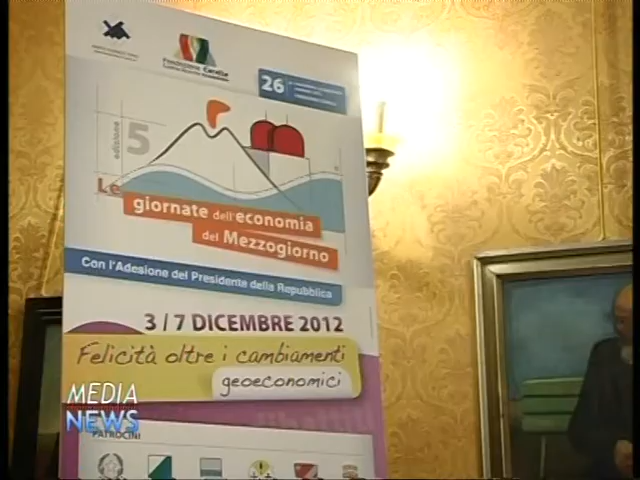 Fondazione Curella
26
5 edizione
Le giornate dell'economia
del Mezzogiorno
Con l'Adesione del Presidente della Repubblica
3 / 7 DICEMBRE 2012
Felicità oltre i cambiamenti
geoeconomici
MEDIA
NEWS
PATROCINI